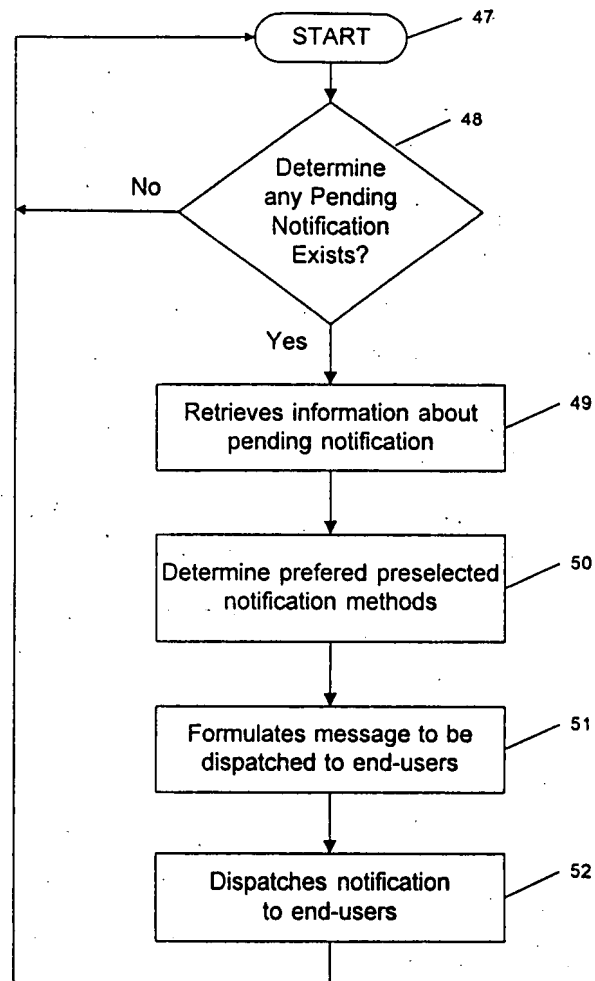 START
47
48
Determine
any Pending
Notification
Exists?
No
Yes
Retrieves information about
pending notification
49
Determine prefered preselected
notification methods
50
Formulates message to be
dispatched to end-users
51
Dispatches notification
to end-users
52